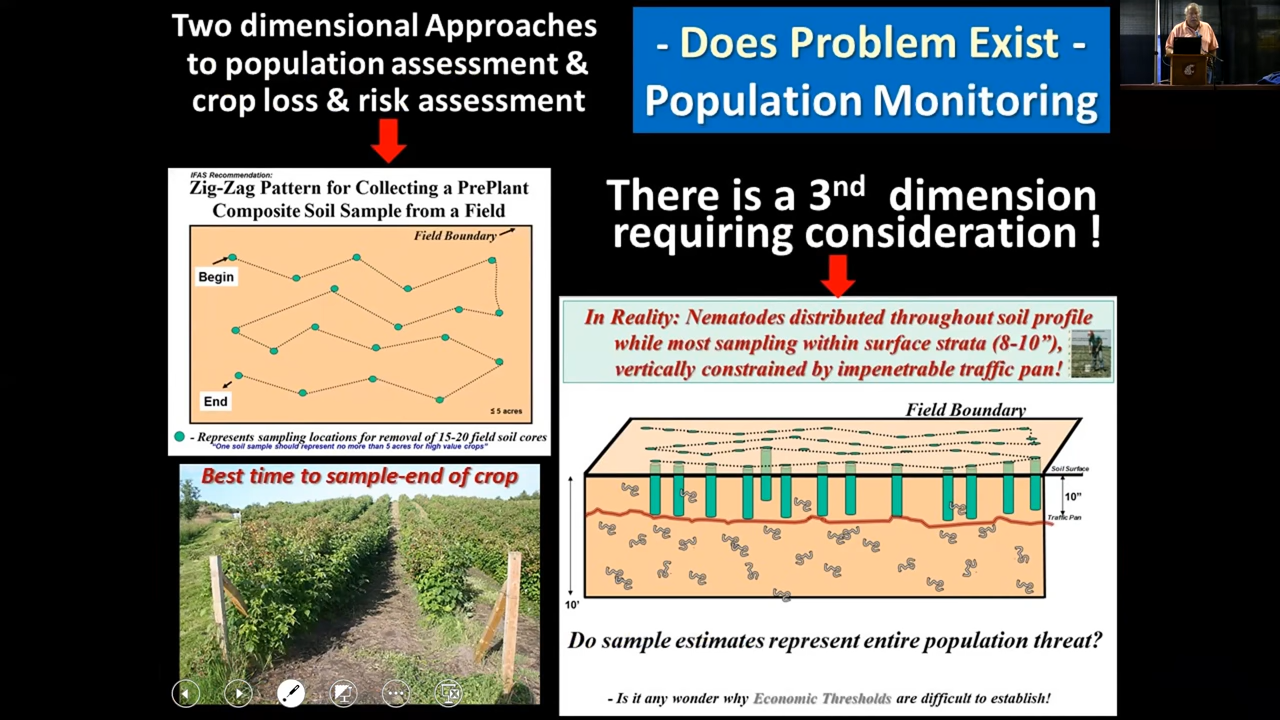 Two dimensional Approaches
to population assessment &
crop loss & risk assessment
- Does Problem Exist -
Population Monitoring
IFAS Recommendation:
Zig-Zag Pattern for Collecting a PrePlant
Composite Soil Sample from a Field
Field Boundary
Begin
End
≤ 5 acres
- Represents sampling locations for removal of 15-20 field soil cores
"One soil sample should represent no more than 5 acres for high value crops"
Best time to sample-end of crop
There is a 3nd dimension
requiring consideration !
In Reality: Nematodes distributed throughout soil profile
while most sampling within surface strata (8-10”),
vertically constrained by impenetrable traffic pan!
Field Boundary
Soil Surface
10”
Traffic Pan
10’
Do sample estimates represent entire population threat?
- Is it any wonder why Economic Thresholds are difficult to establish!